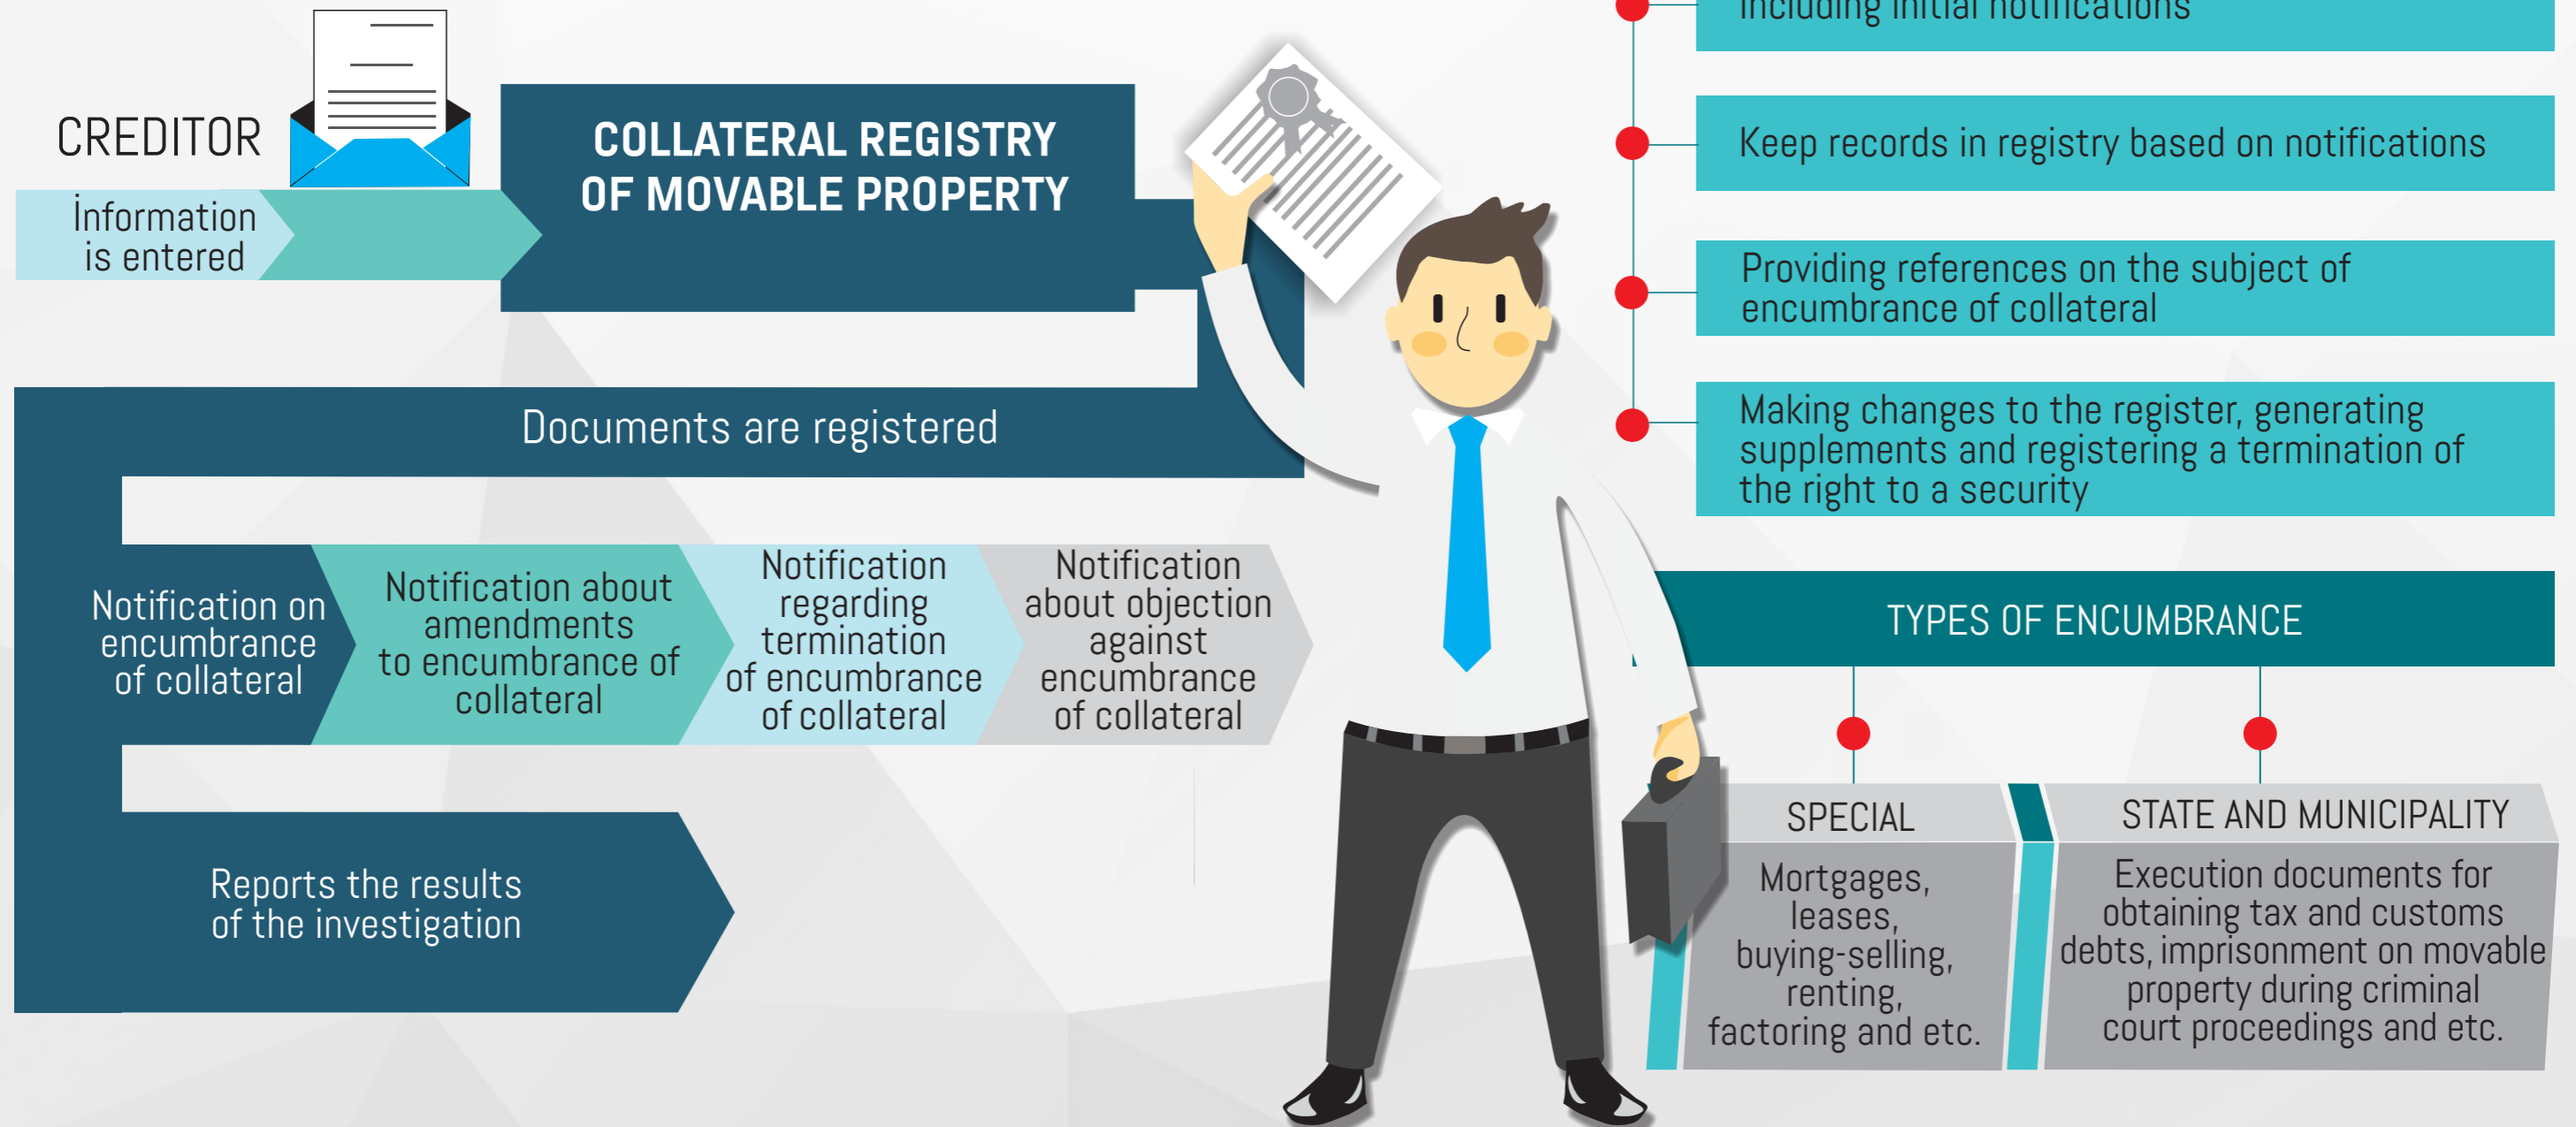 CREDITOR
İnformation
is entered
COLLATERAL REGISTRY
OF MOVABLE PROPERTY
Documents are registered
Notification on
encumbrance
of collateral
Notification about
amendments
to encumbrance of
collateral
Notification
regarding
termination
of encumbrance
of collateral
Notification
about objection
against
encumbrance
of collateral
Reports the results
of the investigation
Including initial notifications
Keep records in registry based on notifications
Providing references on the subject of
encumbrance of collateral
Making changes to the register, generating
supplements and registering a termination of
the right to a security
TYPES OF ENCUMBRANCE
SPECIAL
Mortgages,
leases,
buying-selling,
renting,
factoring and etc.
STATE AND MUNICIPALITY
Execution documents for
obtaining tax and customs
debts, imprisonment on movable
property during criminal
court proceedings and etc.